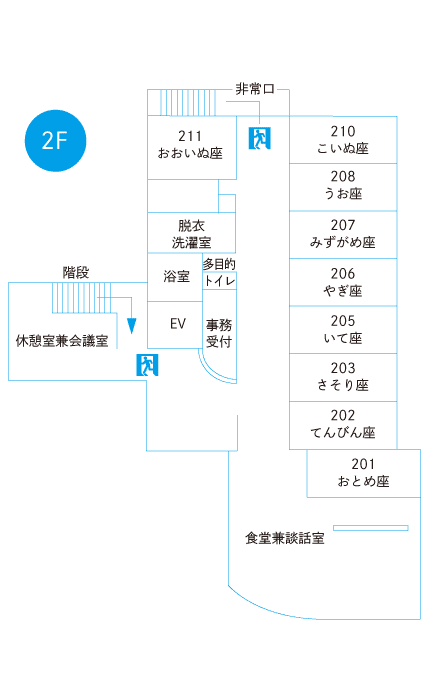 非常口
2F
211
おおいぬ座
210
こいぬ座
208
うお座
脱衣
洗濯室
207
みずがめ座
多目的
トイレ
浴室
階段
206
やぎ座
EV
事務
受付
休憩室兼会議室
205
いて座
203
さそり座
202
てんびん座
201
おとめ座
食堂兼談話室